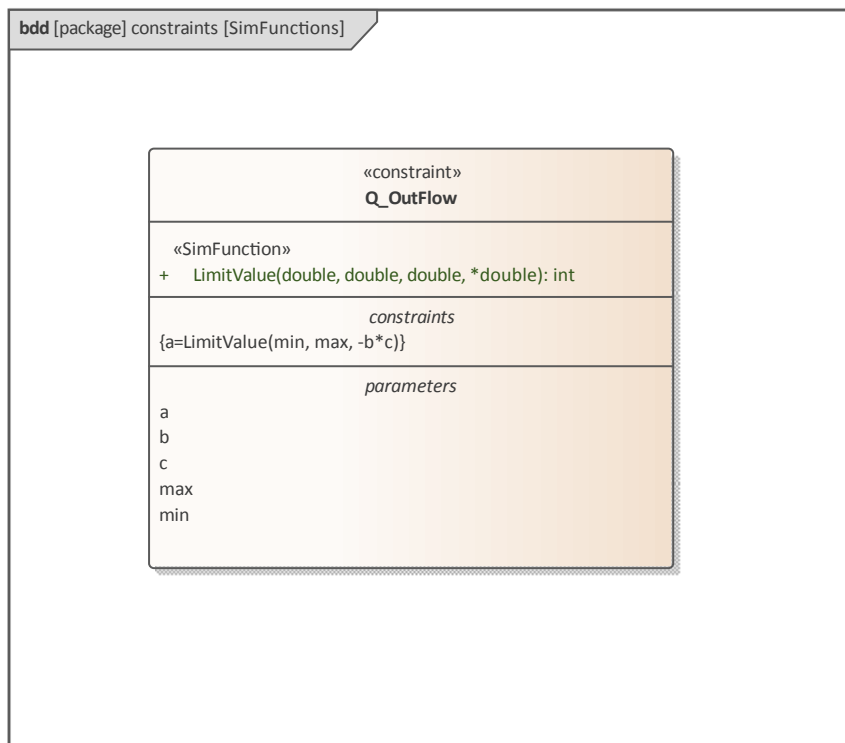 bdd [package] constraints [SimFunctions]
«constraint»
Q_OutFlow
«SimFunction»
+ LimitValue(double, double, double, *double): int
constraints
{a=LimitValue(min, max, -b*c)}
parameters
a
b
c
max
min